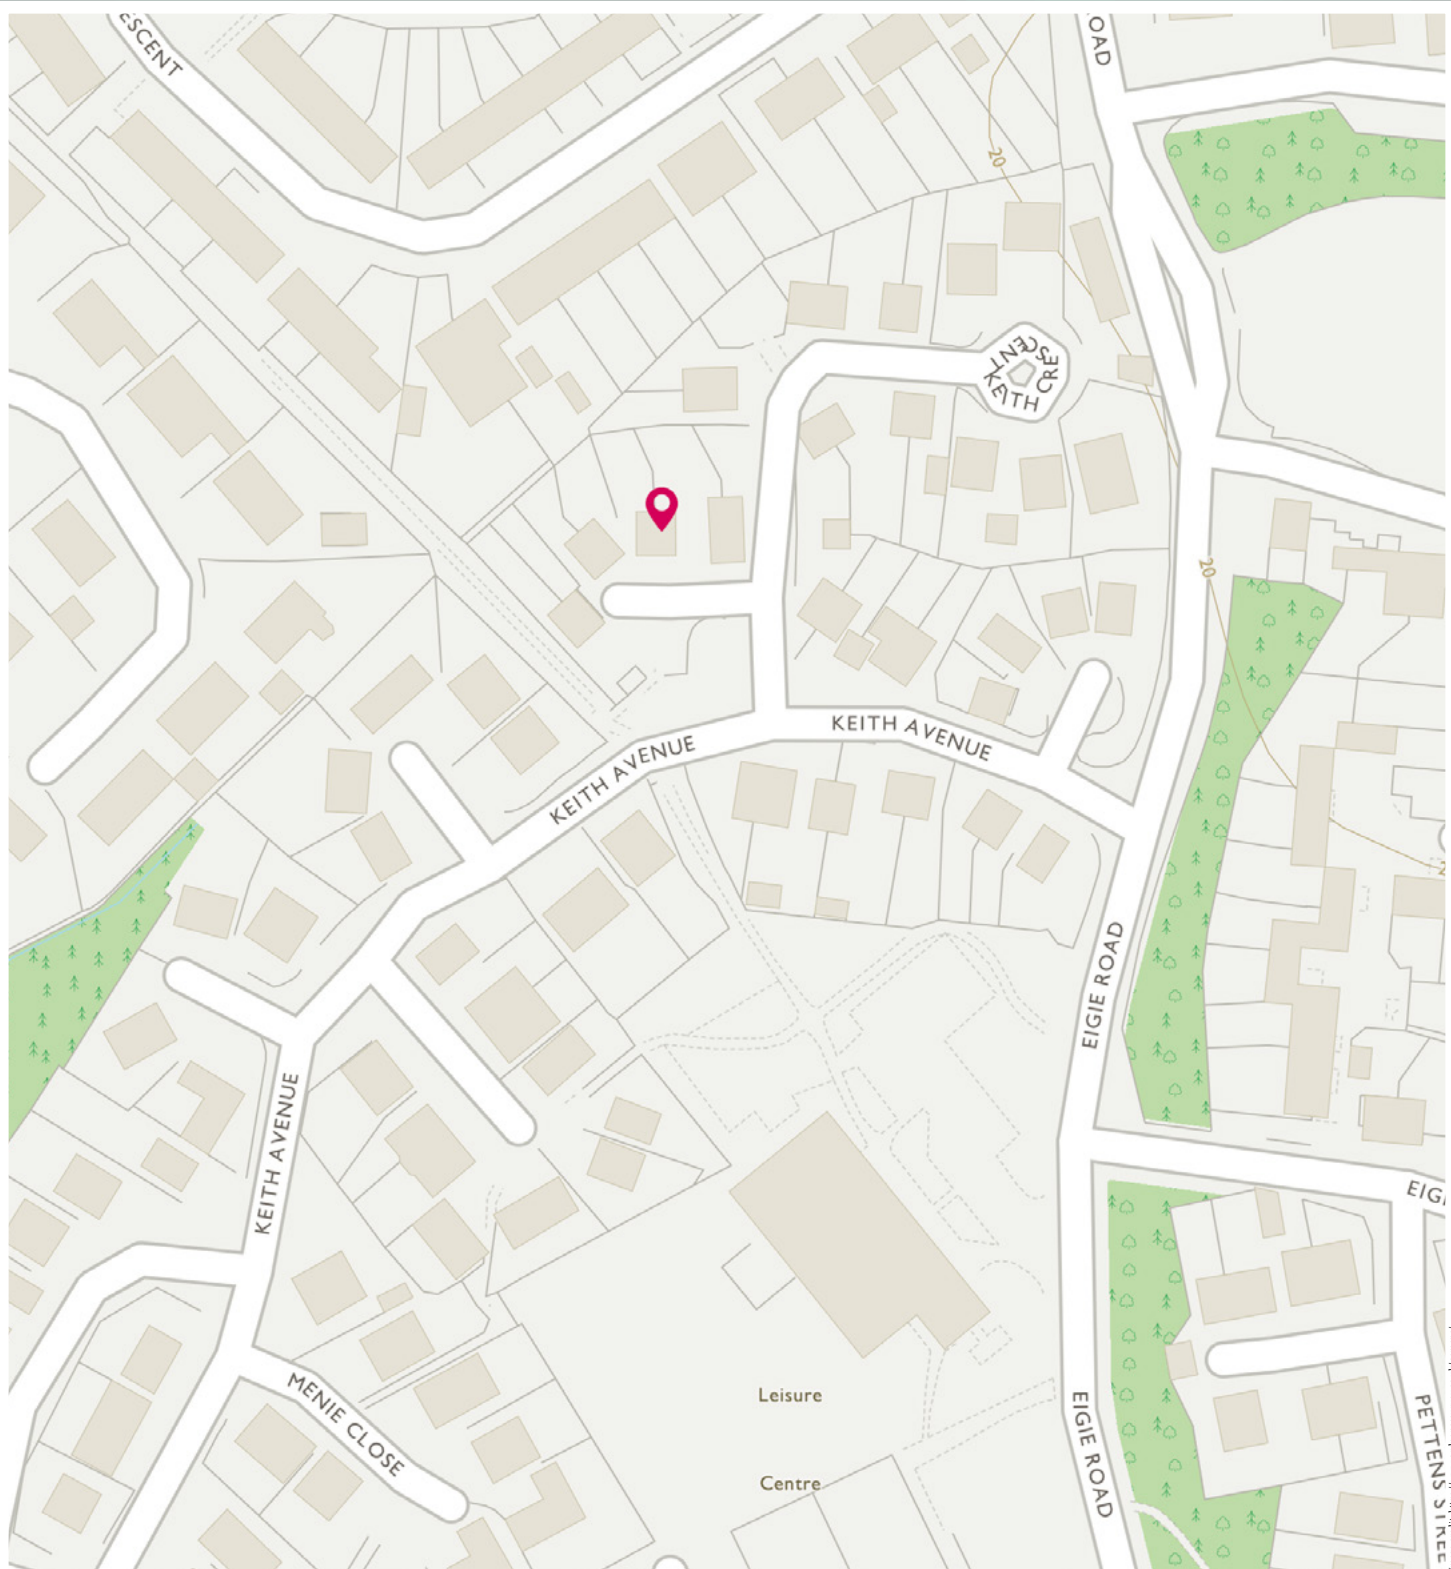 ESCENT
OAD
20
KEITH CRESCENT
20
KEITH AVENUE
KEITH AVENUE
EIGIE ROAD
KEITH AVENUE
EIGI
MENIE CLOSE
Leisure
Centre
EIGIE ROAD
PETTENS STREE